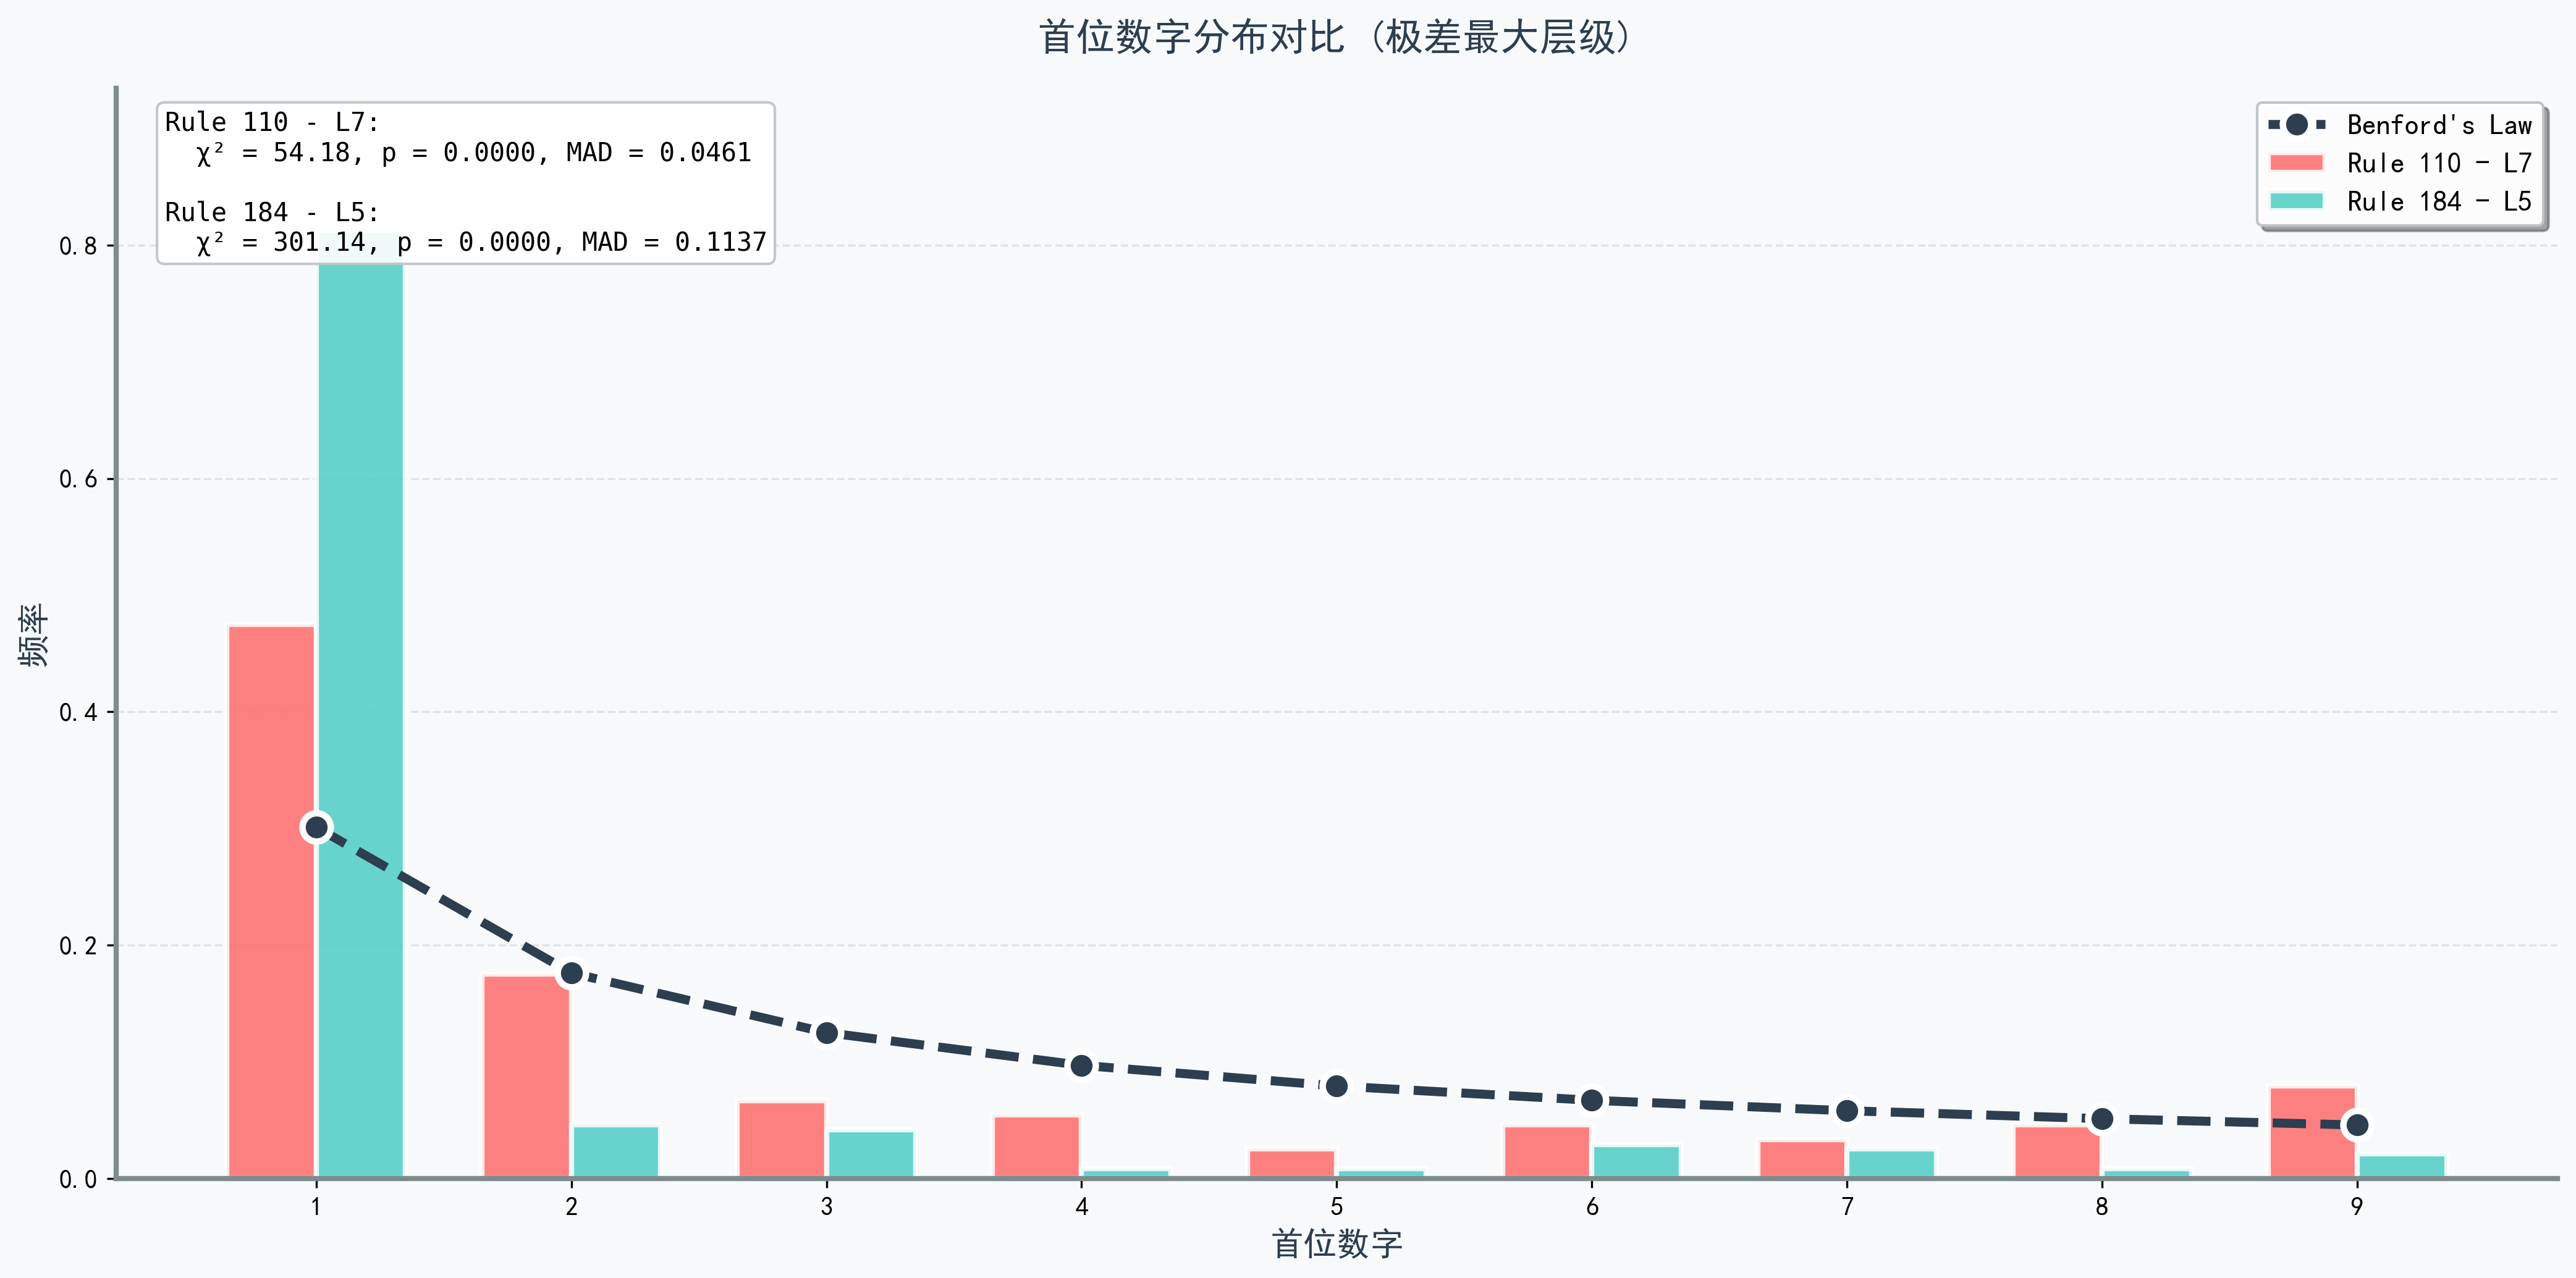 首位数字分布对比 (极差最大层级)
Rule 110 - L7:
χ² = 54.18, p = 0.0000, MAD = 0.0461
Rule 184 - L5:
χ² = 301.14, p = 0.0000, MAD = 0.1137
Benford's Law
Rule 110 - L7
Rule 184 - L5
频率
0.8
0.6
0.4
0.2
0.0
1 2 3 4 5 6 7 8 9
首位数字